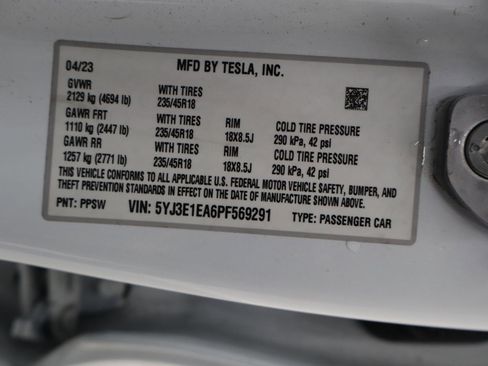 04/23 MFD BY TESLA, INC.
GVWR WITH TIRES
2129 kg (4694 lb) 235/45R18
GAWR FRT WITH TIRES RIM COLD TIRE PRESSURE
1110 kg (2447 lb) 235/45R18 18X8.5J 290 kPa, 42 psi
GAWR RR WITH TIRES RIM COLD TIRE PRESSURE
1257 kg (2771 lb) 235/45R18 18X8.5J 290 kPa, 42 psi
THIS VEHICLE CONFORMS TO ALL APPLICABLE U.S. FEDERAL MOTOR VEHICLE SAFETY, BUMPER, AND
THEFT PREVENTION STANDARDS IN EFFECT ON THE DATE OF MANUFACTURE SHOWN ABOVE.
PNT: PPSW VIN: 5YJ3E1EA6PF569291 TYPE: PASSENGER CAR